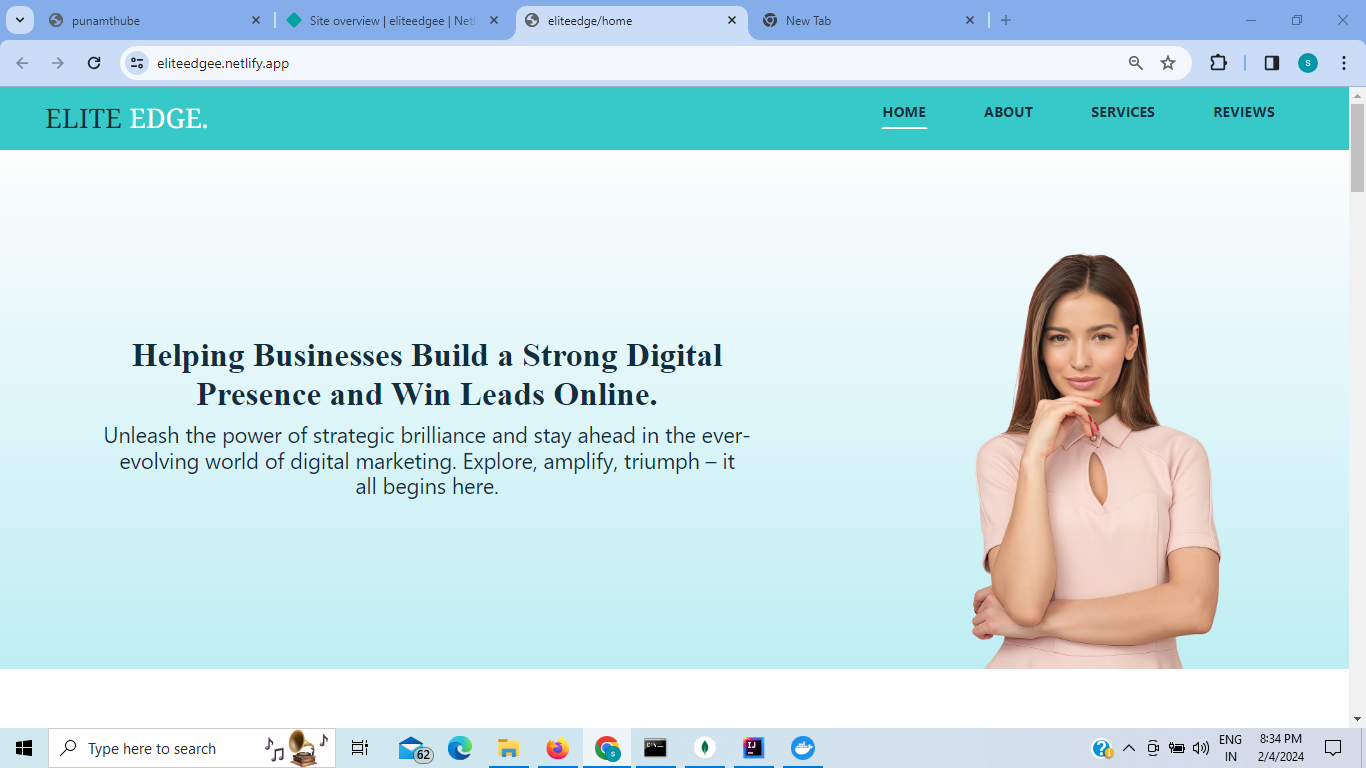 punamthube
Site overview | eliteedgee | Netl
eliteedge/home
New Tab
eliteedgee.netlify.app
s
ELITE EDGE.
HOME
ABOUT
SERVICES
REVIEWS
Helping Businesses Build a Strong Digital
Presence and Win Leads Online.
Unleash the power of strategic brilliance and stay ahead in the ever-
evolving world of digital marketing. Explore, amplify, triumph – it
all begins here.
Type here to search
62
s
IJ
ENG
IN
8:34 PM
2/4/2024